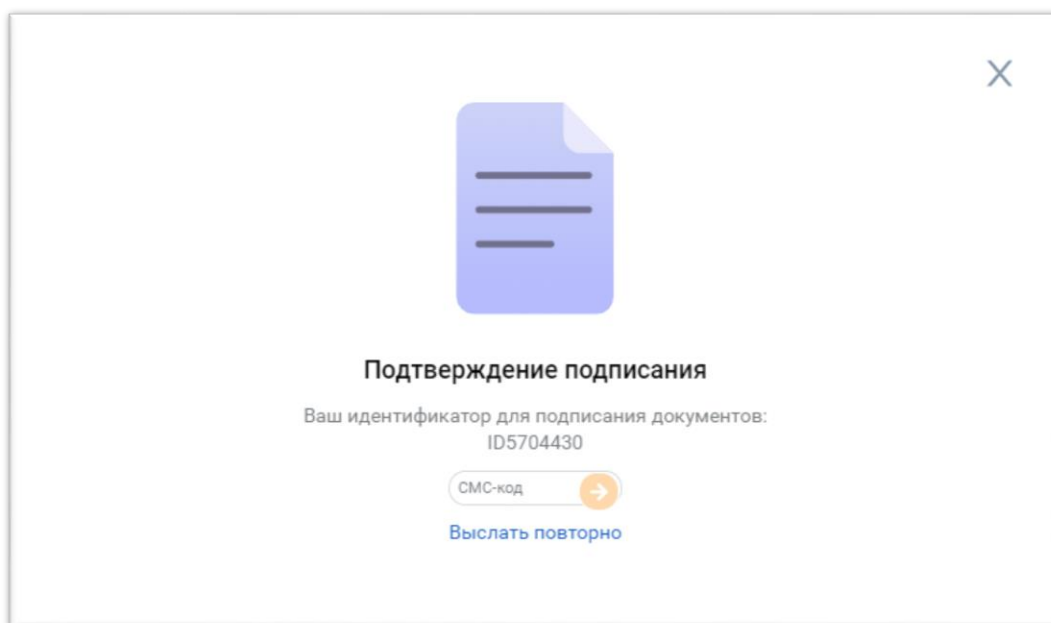 Подтверждение подписания
Ваш идентификатор для подписания документов:
ID5704430
СМС-код
Выслать повторно